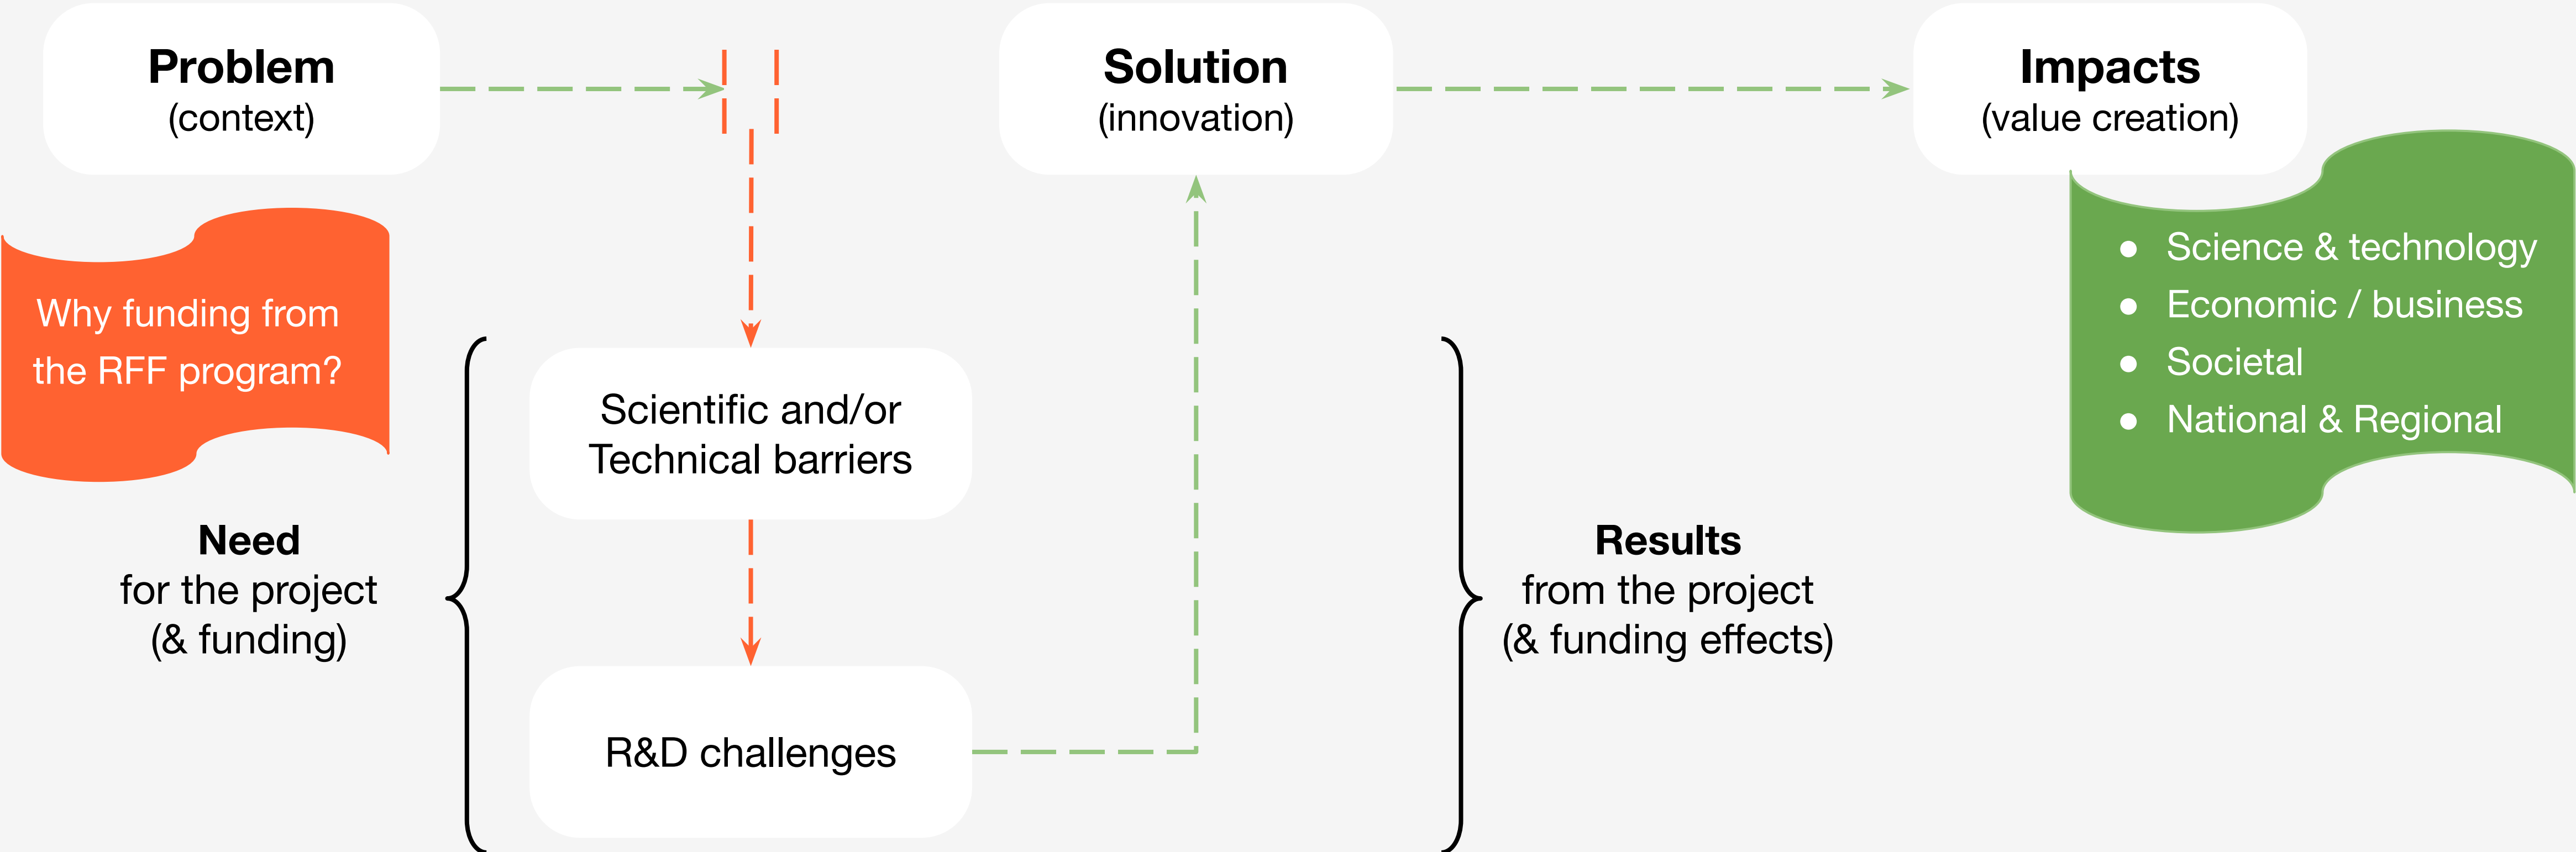 Problem
(context)
Solution
(innovation)
Impacts
(value creation)
Why funding from
the RFF program?
● Science & technology
● Economic / business
● Societal
● National & Regional
Scientific and/or
Technical barriers
Need
for the project
(& funding)
Results
from the project
(& funding effects)
R&D challenges